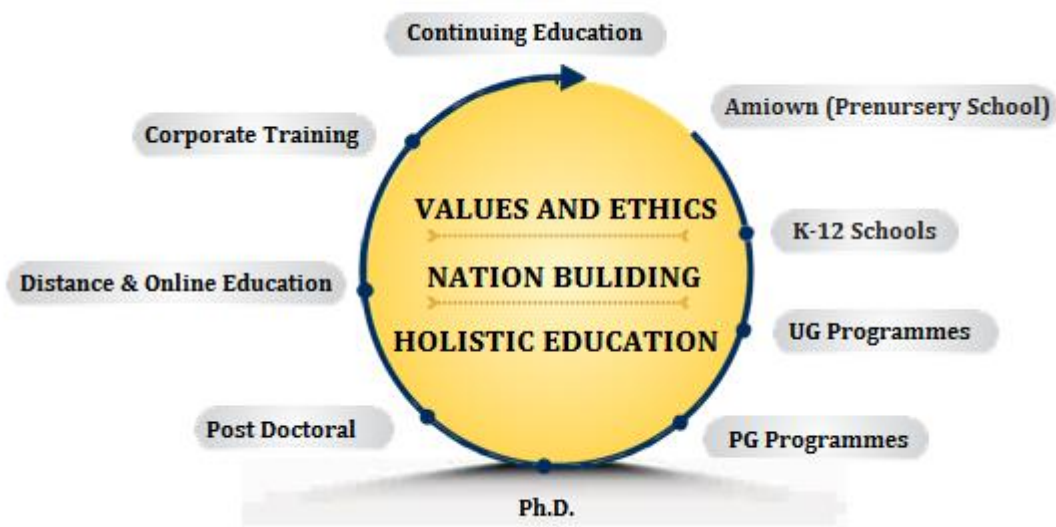 Continuing Education
Amiown (Prenursery School)
Corporate Training
VALUES AND ETHICS
K-12 Schools
NATION BULIDING
Distance & Online Education
UG Programmes
HOLISTIC EDUCATION
Post Doctoral
PG Programmes
Ph.D.